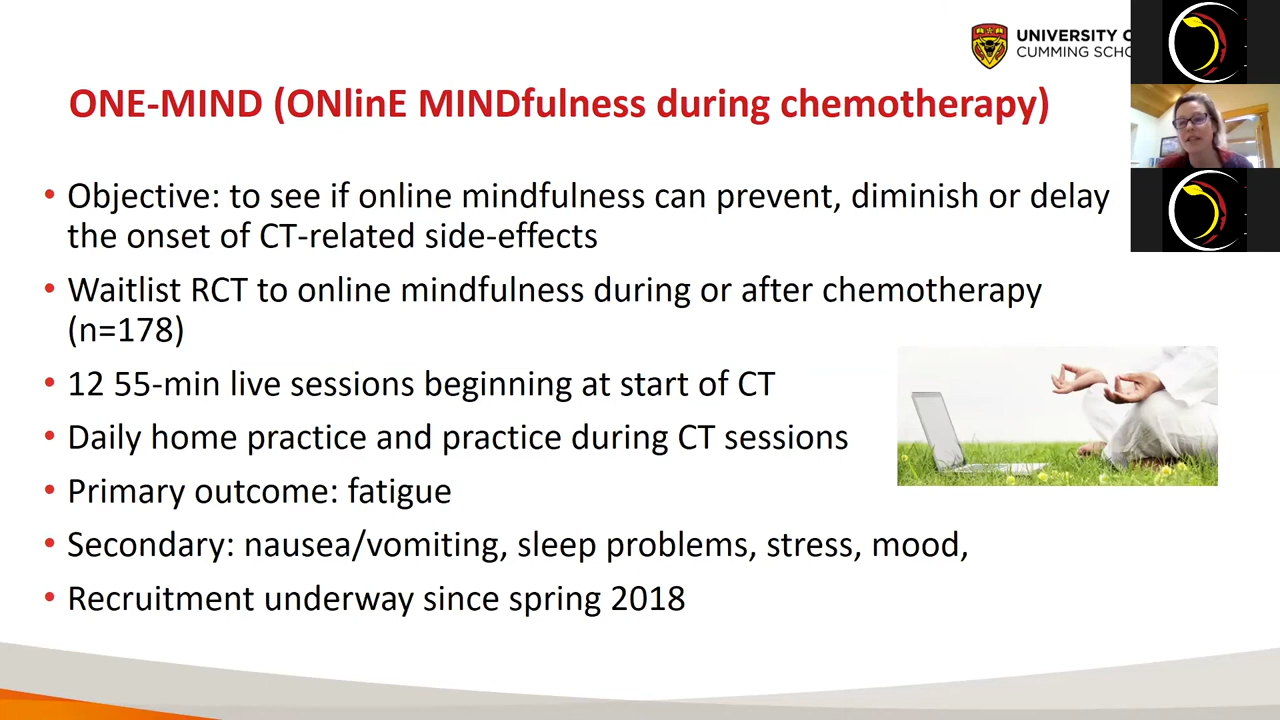 UNIVERSITY
CUMMING
ONE-MIND (ONlinE MINDfulness during chemotherapy)
• Objective: to see if online mindfulness can prevent, diminish or delay
the onset of CT-related side-effects
• Waitlist RCT to online mindfulness during or after chemotherapy
(n=178)
• 12 55-min live sessions beginning at start of CT
• Daily home practice and practice during CT sessions
• Primary outcome: fatigue
• Secondary: nausea/vomiting, sleep problems, stress, mood,
• Recruitment underway since spring 2018